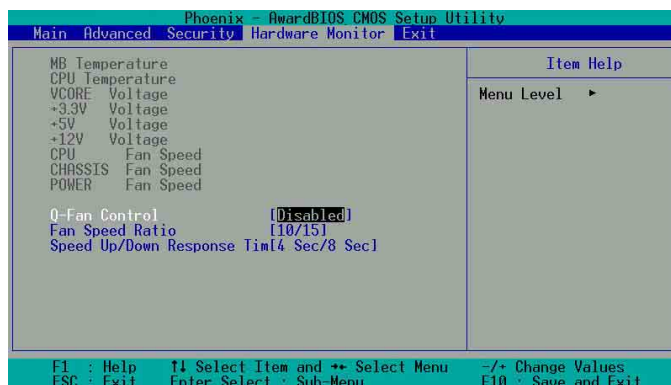 Phoenix - AwardBIOS CMOS Setup Utility
Main Advanced Security Hardware Monitor Exit
MB Temperature
CPU Temperature
VCORE Voltage
+3.3V Voltage
+5V Voltage
+12V Voltage
CPU Fan Speed
CHASSIS Fan Speed
POWER Fan Speed
Q-Fan Control [Disabled]
Fan Speed Ratio [10/15]
Speed Up/Down Response Tim[4 Sec/8 Sec]
Item Help
Menu Level ►
F1 : Help ↑↓ Select Item and ↔ Select Menu -/+ Change Values
ESC : Exit Enter Select ► Sub-Menu F10 : Save and Exit